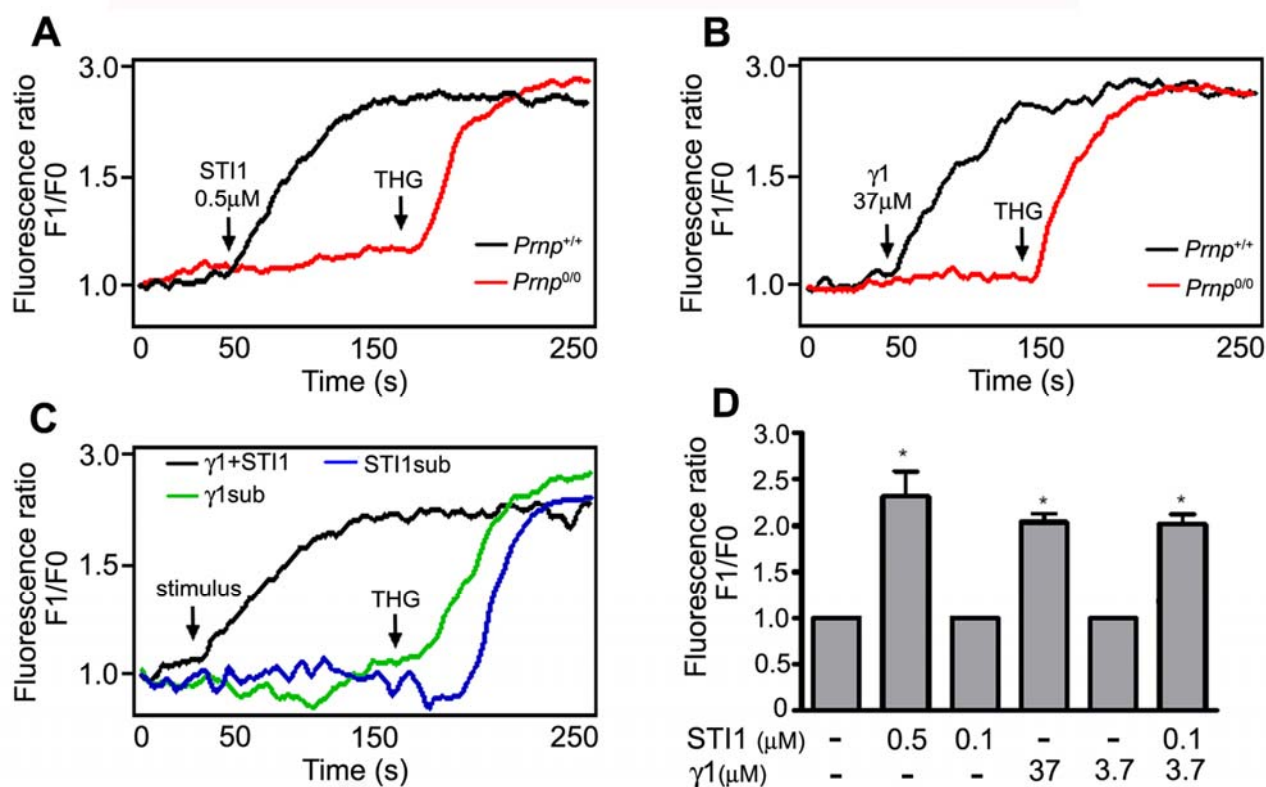 A
Fluorescence ratio
F1/F0
3.0
1.5
1.0
STI1
0.5μM
THG
Prnp+/+
Prnp0/0
0 50 150 250
Time (s)
B
Fluorescence ratio
F1/F0
3.0
1.5
1.0
γ1
37μM
THG
Prnp+/+
Prnp0/0
0 50 150 250
Time (s)
C
Fluorescence ratio
F1/F0
3.0
1.5
1.0
γ1+STI1 STI1sub
γ1sub
stimulus
THG
0 50 150 250
Time (s)
D
Fluorescence ratio
F1/F0
3.0
2.5
2.0
1.5
1.0
0.5
0
* * *
STI1 (μM) - 0.5 0.1 - - 0.1
γ1(μM) - - - 37 3.7 3.7